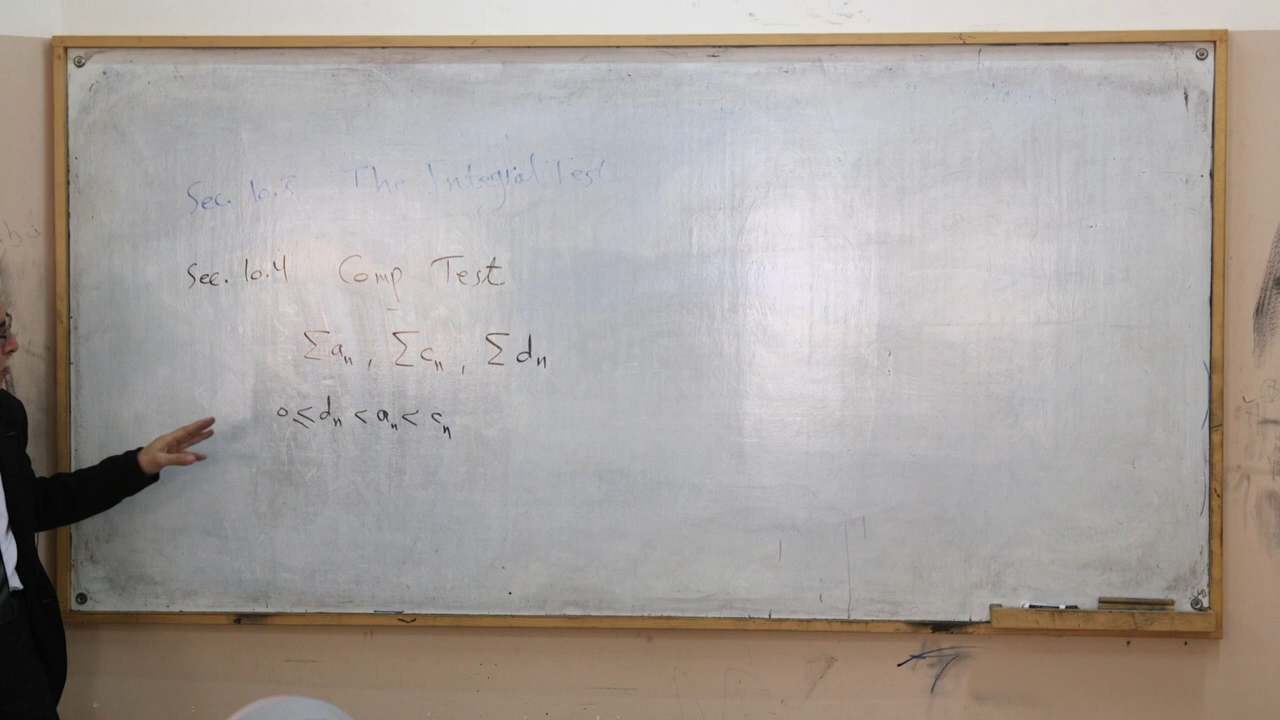 Sec. 10.3 The Integral Test
Sec. 10.4 Comp Test
Σaₙ, Σcₙ, Σdₙ
0 ≤ dₙ < aₙ < cₙ